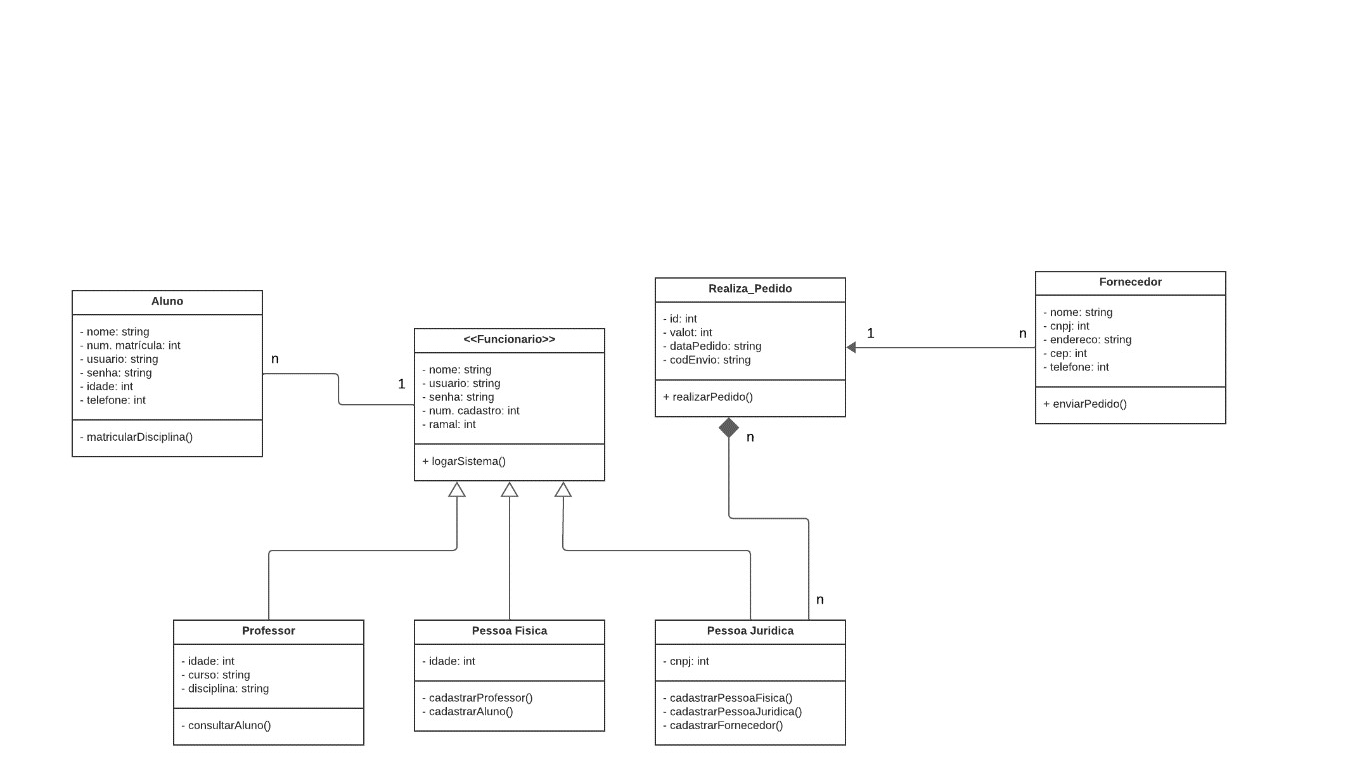 Aluno
- nome: string
- num. matrícula: int
- usuario: string
- senha: string
- idade: int
- telefone: int
- matricularDisciplina()
n
1
<<Funcionario>>
- nome: string
- usuario: string
- senha: string
- num. cadastro: int
- ramal: int
+ logarSistema()
Realiza_Pedido
- id: int
- valot: int
- dataPedido: string
- codEnvio: string
+ realizarPedido()
1
n
Fornecedor
- nome: string
- cnpj: int
- endereco: string
- cep: int
- telefone: int
+ enviarPedido()
n
n
Professor
- idade: int
- curso: string
- disciplina: string
- consultarAluno()
Pessoa Fisica
- idade: int
- cadastrarProfessor()
- cadastrarAluno()
Pessoa Juridica
- cnpj: int
- cadastrarPessoaFisica()
- cadastrarPessoaJuridica()
- cadastrarFornecedor()